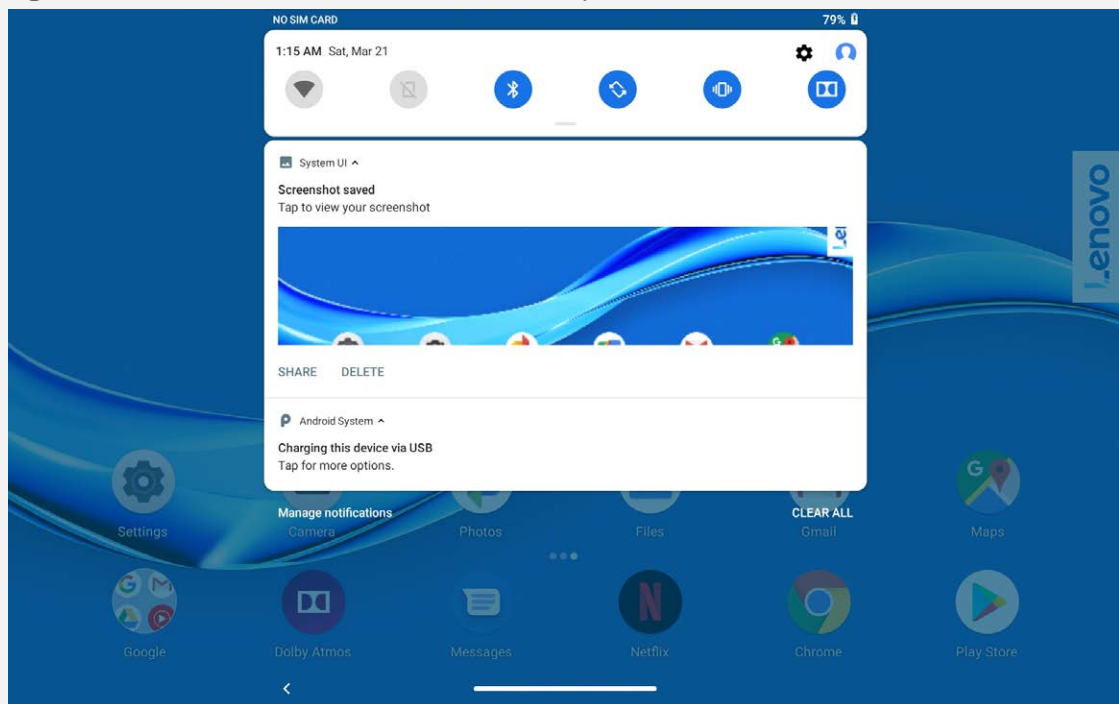 NO SIM CARD 79%
1:15 AM Sat, Mar 21
System UI
Screenshot saved
Tap to view your screenshot
SHARE DELETE
Android System
Charging this device via USB
Tap for more options.
Manage notifications CLEAR ALL
Lenovo
Settings Camera Photos Files Gmail Maps
Google Dolby Atmos Messages Netflix Chrome Play Store